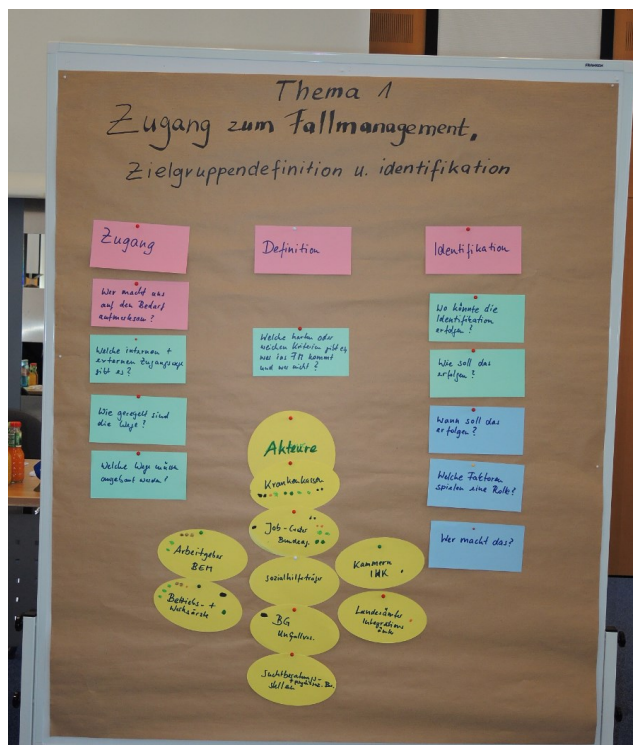 Thema 1
Zugang zum Fallmanagement,
Zielgruppendefinition u. identifikation
Zugang
Wer macht uns
auf den Bedarf
aufmerksam?
Welche internen +
externen Zugangswege
gibt es?
Wie geregelt sind
die Wege?
Welche Wege müssen
ausgebaut werden?
Definition
Welche harten oder
weichen Kriterien gibt es
wer ins FM kommt
und wer nicht?
Identifikation
Wo könnte die
Identifikation
erfolgen?
Wie soll das
erfolgen?
Wann soll das
erfolgen?
Welche Faktoren
spielen eine Rolle?
Wer macht das?
Akteure
Krankenkassen
Job-Center
Bundesag.
Sozialhilfeträger
BG
Unfallvers.
Suchtberatungs-
stellen
Arbeitgeber
BEM
Betriebs- +
Werksärzte
Kammern
IHK
Landesämter
Integrations